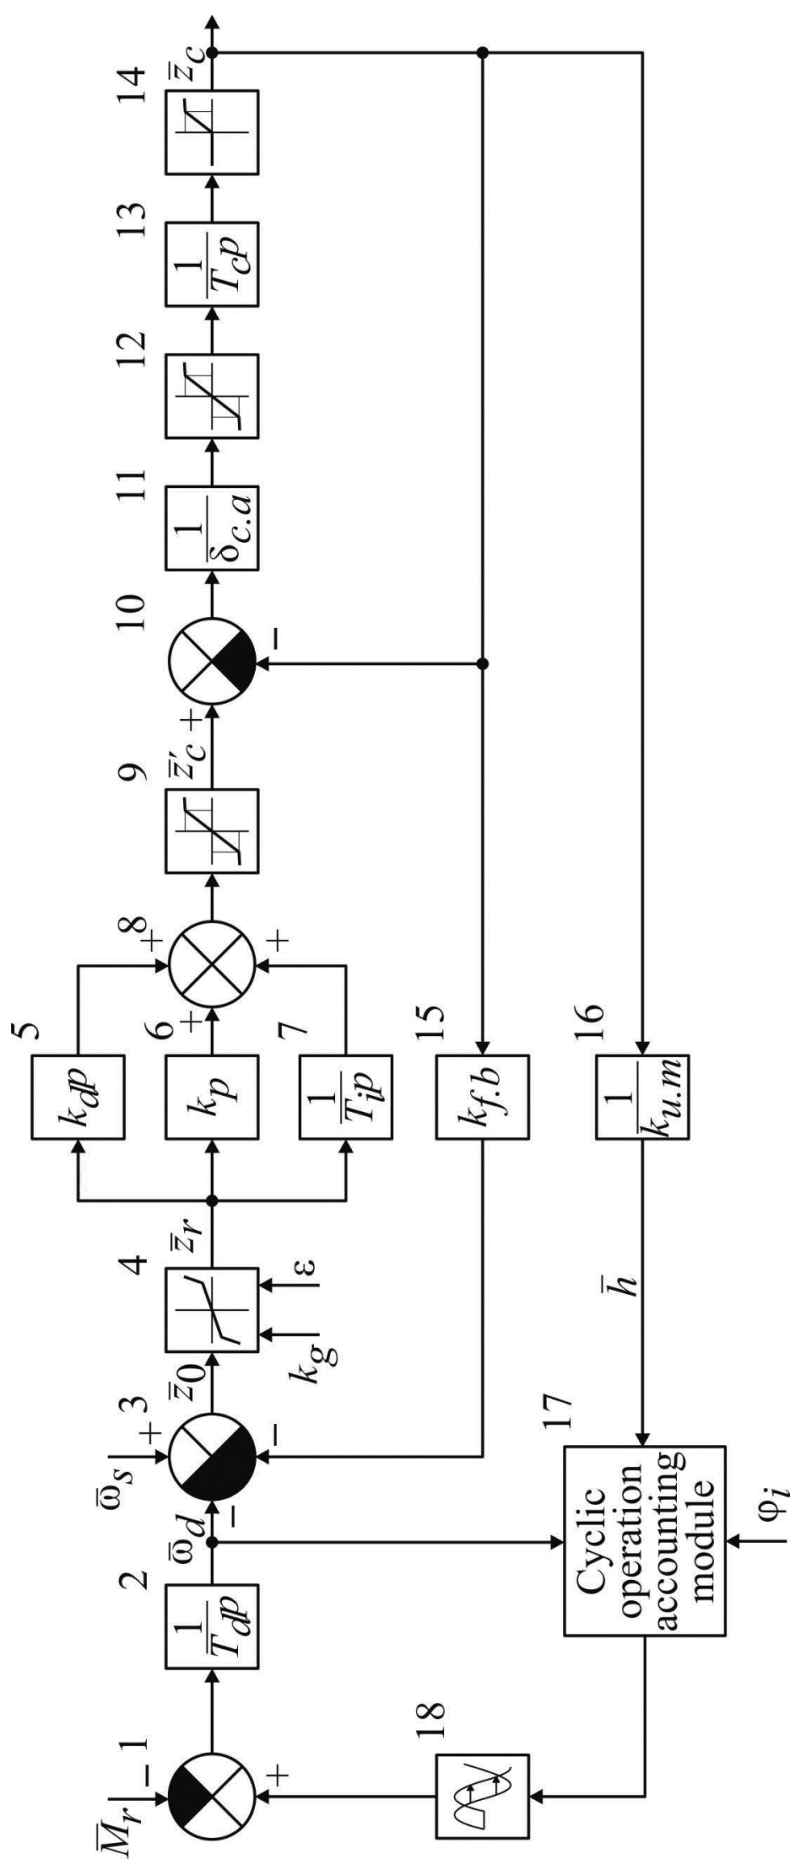 M̄r
−
1
+
2
1
Tdp
ω̄d
−
ω̄s
+
3
−
z̄0
4
kg
ε
z̄r
5
kdp
6
kp
7
1
Tip
+
+
+
8
9
z̄′c
+
10
−
11
1
δc.a
12
13
1
Tcp
14
z̄c
15
kf.b
16
1
ku.m
h̄
17
Cyclic
operation
accounting
module
φi
18